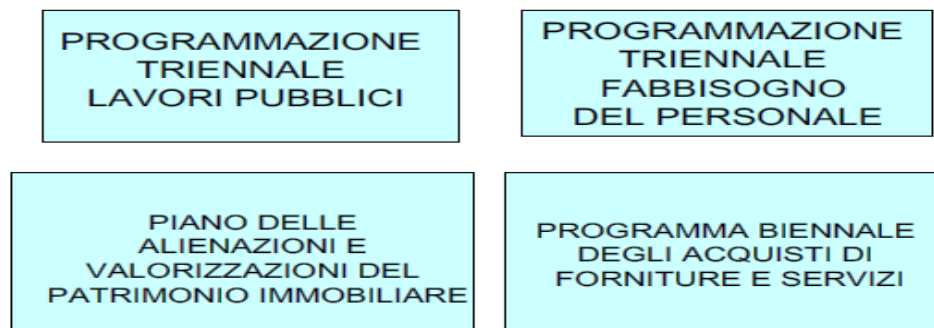 PROGRAMMAZIONE
TRIENNALE
LAVORI PUBBLICI
PROGRAMMAZIONE
TRIENNALE
FABBISOGNO
DEL PERSONALE
PIANO DELLE
ALIENAZIONI E
VALORIZZAZIONI DEL
PATRIMONIO IMMOBILIARE
PROGRAMMA BIENNALE
DEGLI ACQUISTI DI
FORNITURE E SERVIZI